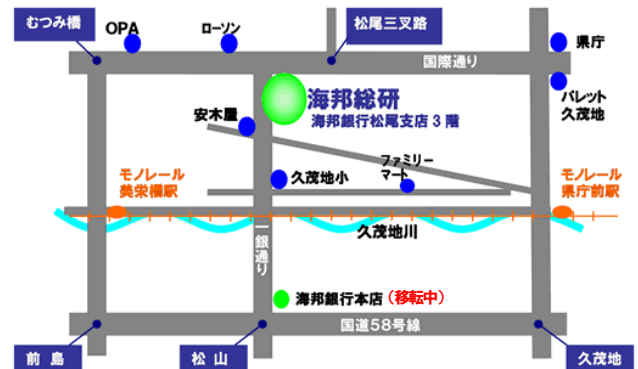 むつみ橋
OPA
ローソン
松尾三叉路
県庁
国際通り
パレット
久茂地
海邦総研
海邦銀行松尾支店3階
安木屋
ファミリー
マート
モノレール
美栄橋駅
久茂地小
モノレール
県庁前駅
一銀通り
久茂地川
海邦銀行本店(移転中)
国道58号線
前島
松山
久茂地